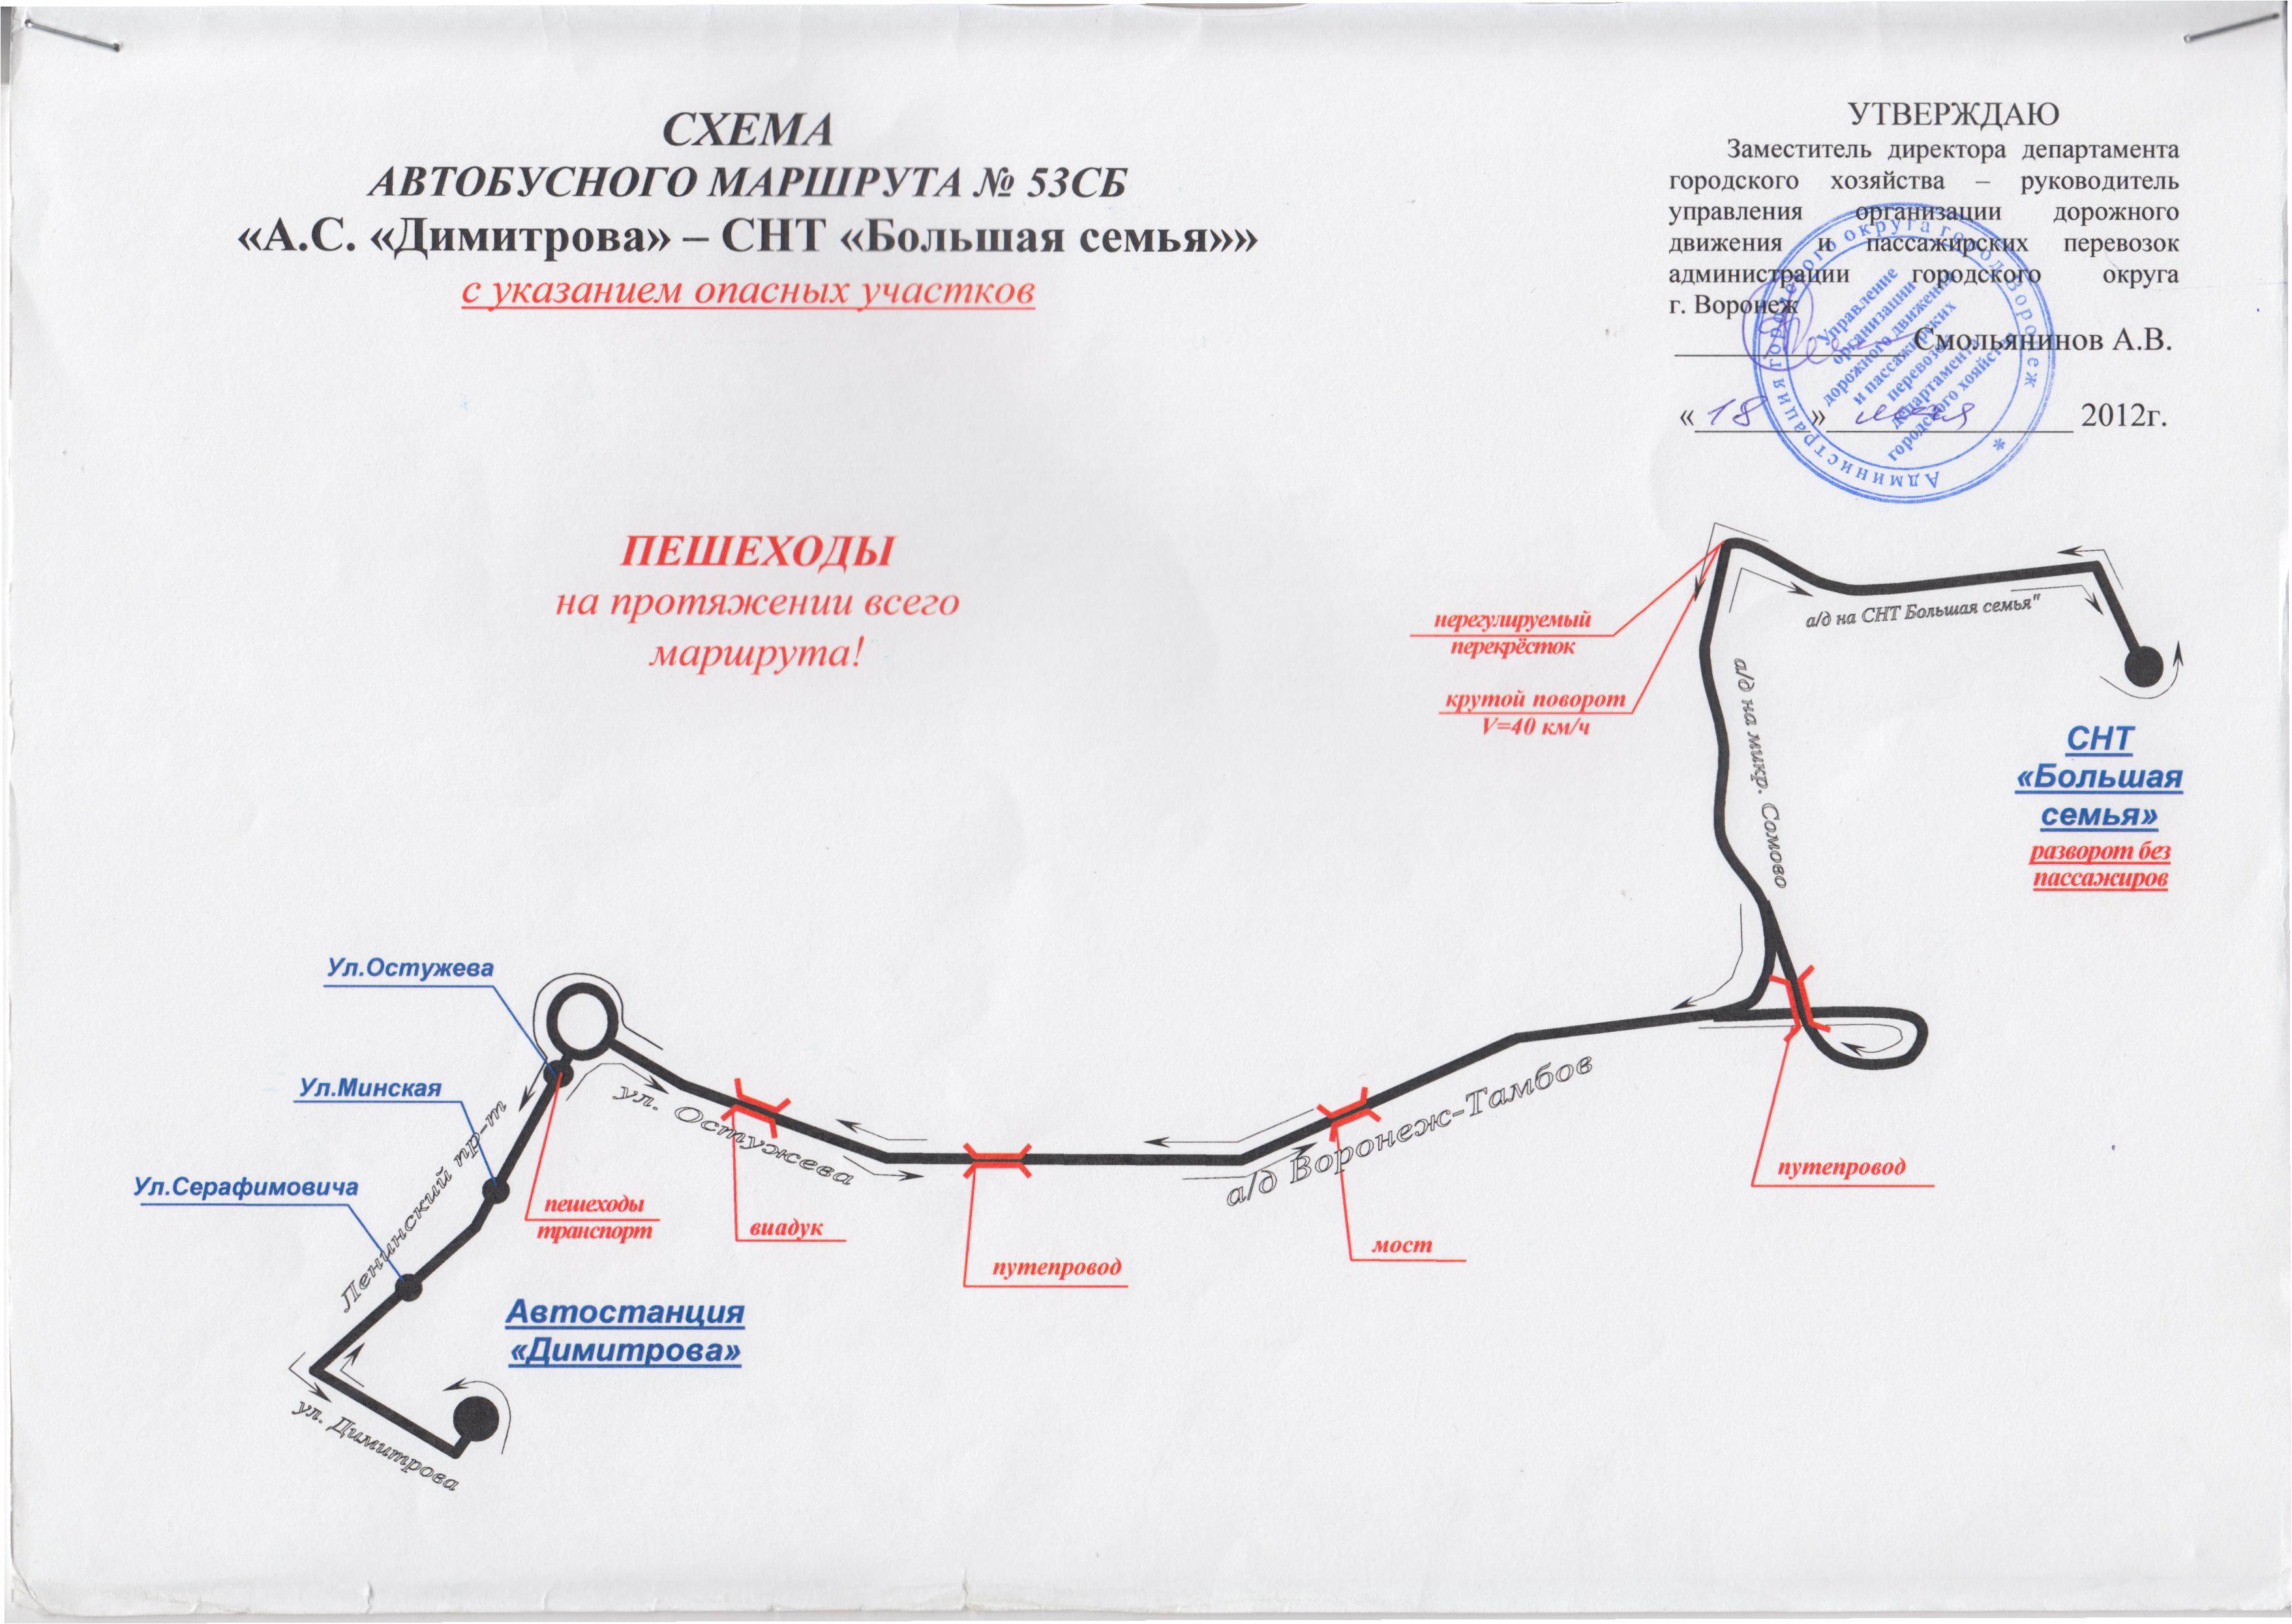 СХЕМА
АВТОБУСНОГО МАРШРУТА № 53СБ
«А.С. «Димитрова» – СНТ «Большая семья»»
с указанием опасных участков
УТВЕРЖДАЮ
Заместитель директора департамента
городского хозяйства – руководитель
управления организации дорожного
движения и пассажирских перевозок
администрации городского округа
г. Воронеж
Смольянинов А.В.
«18» 2012г.
Администрация городского округа город Воронеж *
Управление
организации
дорожного движения
и пассажирских
перевозок
департамента
городского хозяйства
ПЕШЕХОДЫ
на протяжении всего
маршрута!
нерегулируемый
перекрёсток
крутой поворот
V=40 км/ч
а/д на СНТ Большая семья"
а/д на микр. Сомово
СНТ
«Большая
семья»
разворот без
пассажиров
Ул.Остужева
Ул.Минская
Ул.Серафимовича
Ленинский пр-т
ул. Остужева
а/д Воронеж-Тамбов
пешеходы
транспорт
виадук
путепровод
мост
путепровод
Автостанция
«Димитрова»
ул. Димитрова